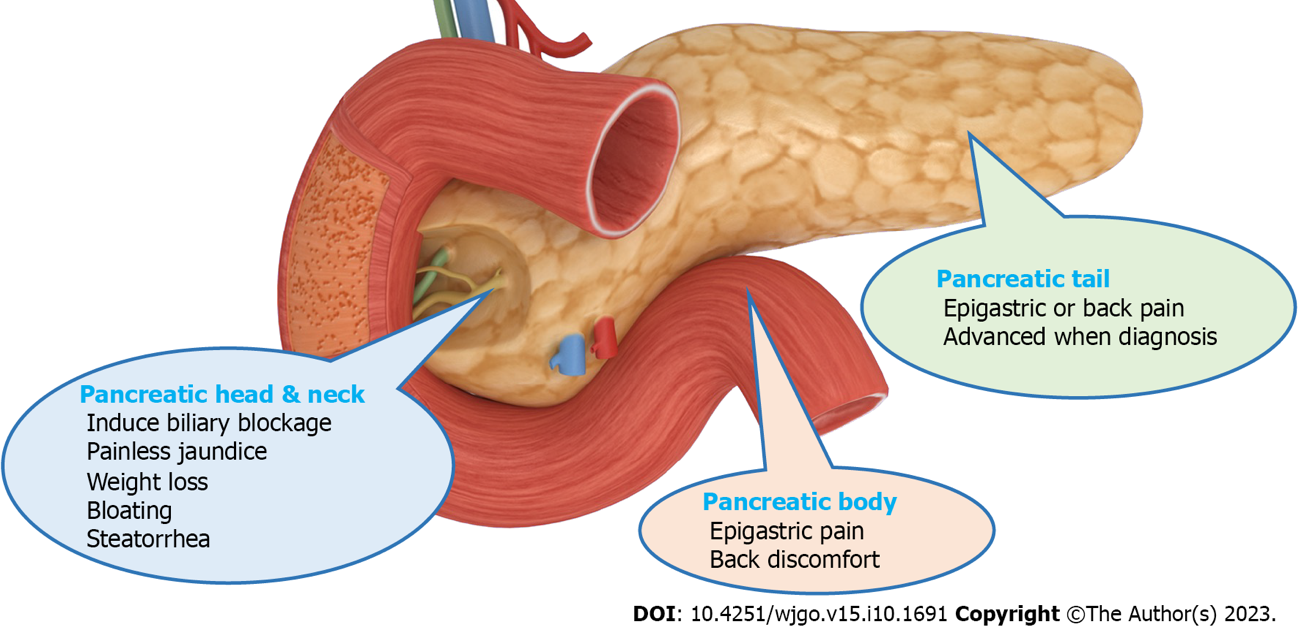 Pancreatic tail
Epigastric or back pain
Advanced when diagnosis
Pancreatic head & neck
Induce biliary blockage
Painless jaundice
Weight loss
Bloating
Steatorrhea
Pancreatic body
Epigastric pain
Back discomfort
DOI: 10.4251/wjgo.v15.i10.1691 Copyright ©The Author(s) 2023.